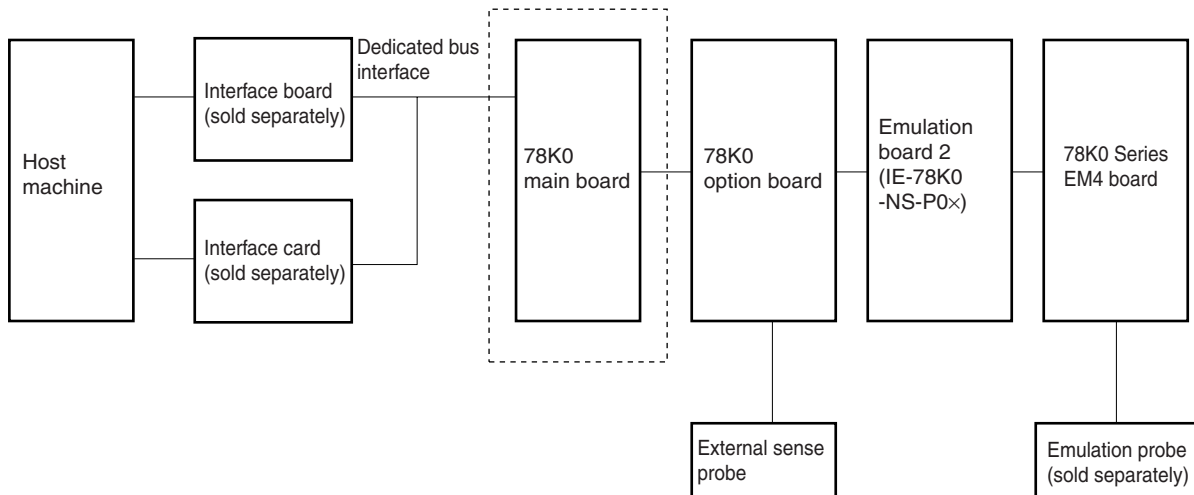 Host
machine
Interface board
(sold separately)
Interface card
(sold separately)
Dedicated bus
interface
78K0
main board
78K0
option board
Emulation
board 2
(IE-78K0
-NS-P0×)
78K0 Series
EM4 board
External sense
probe
Emulation probe
(sold separately)